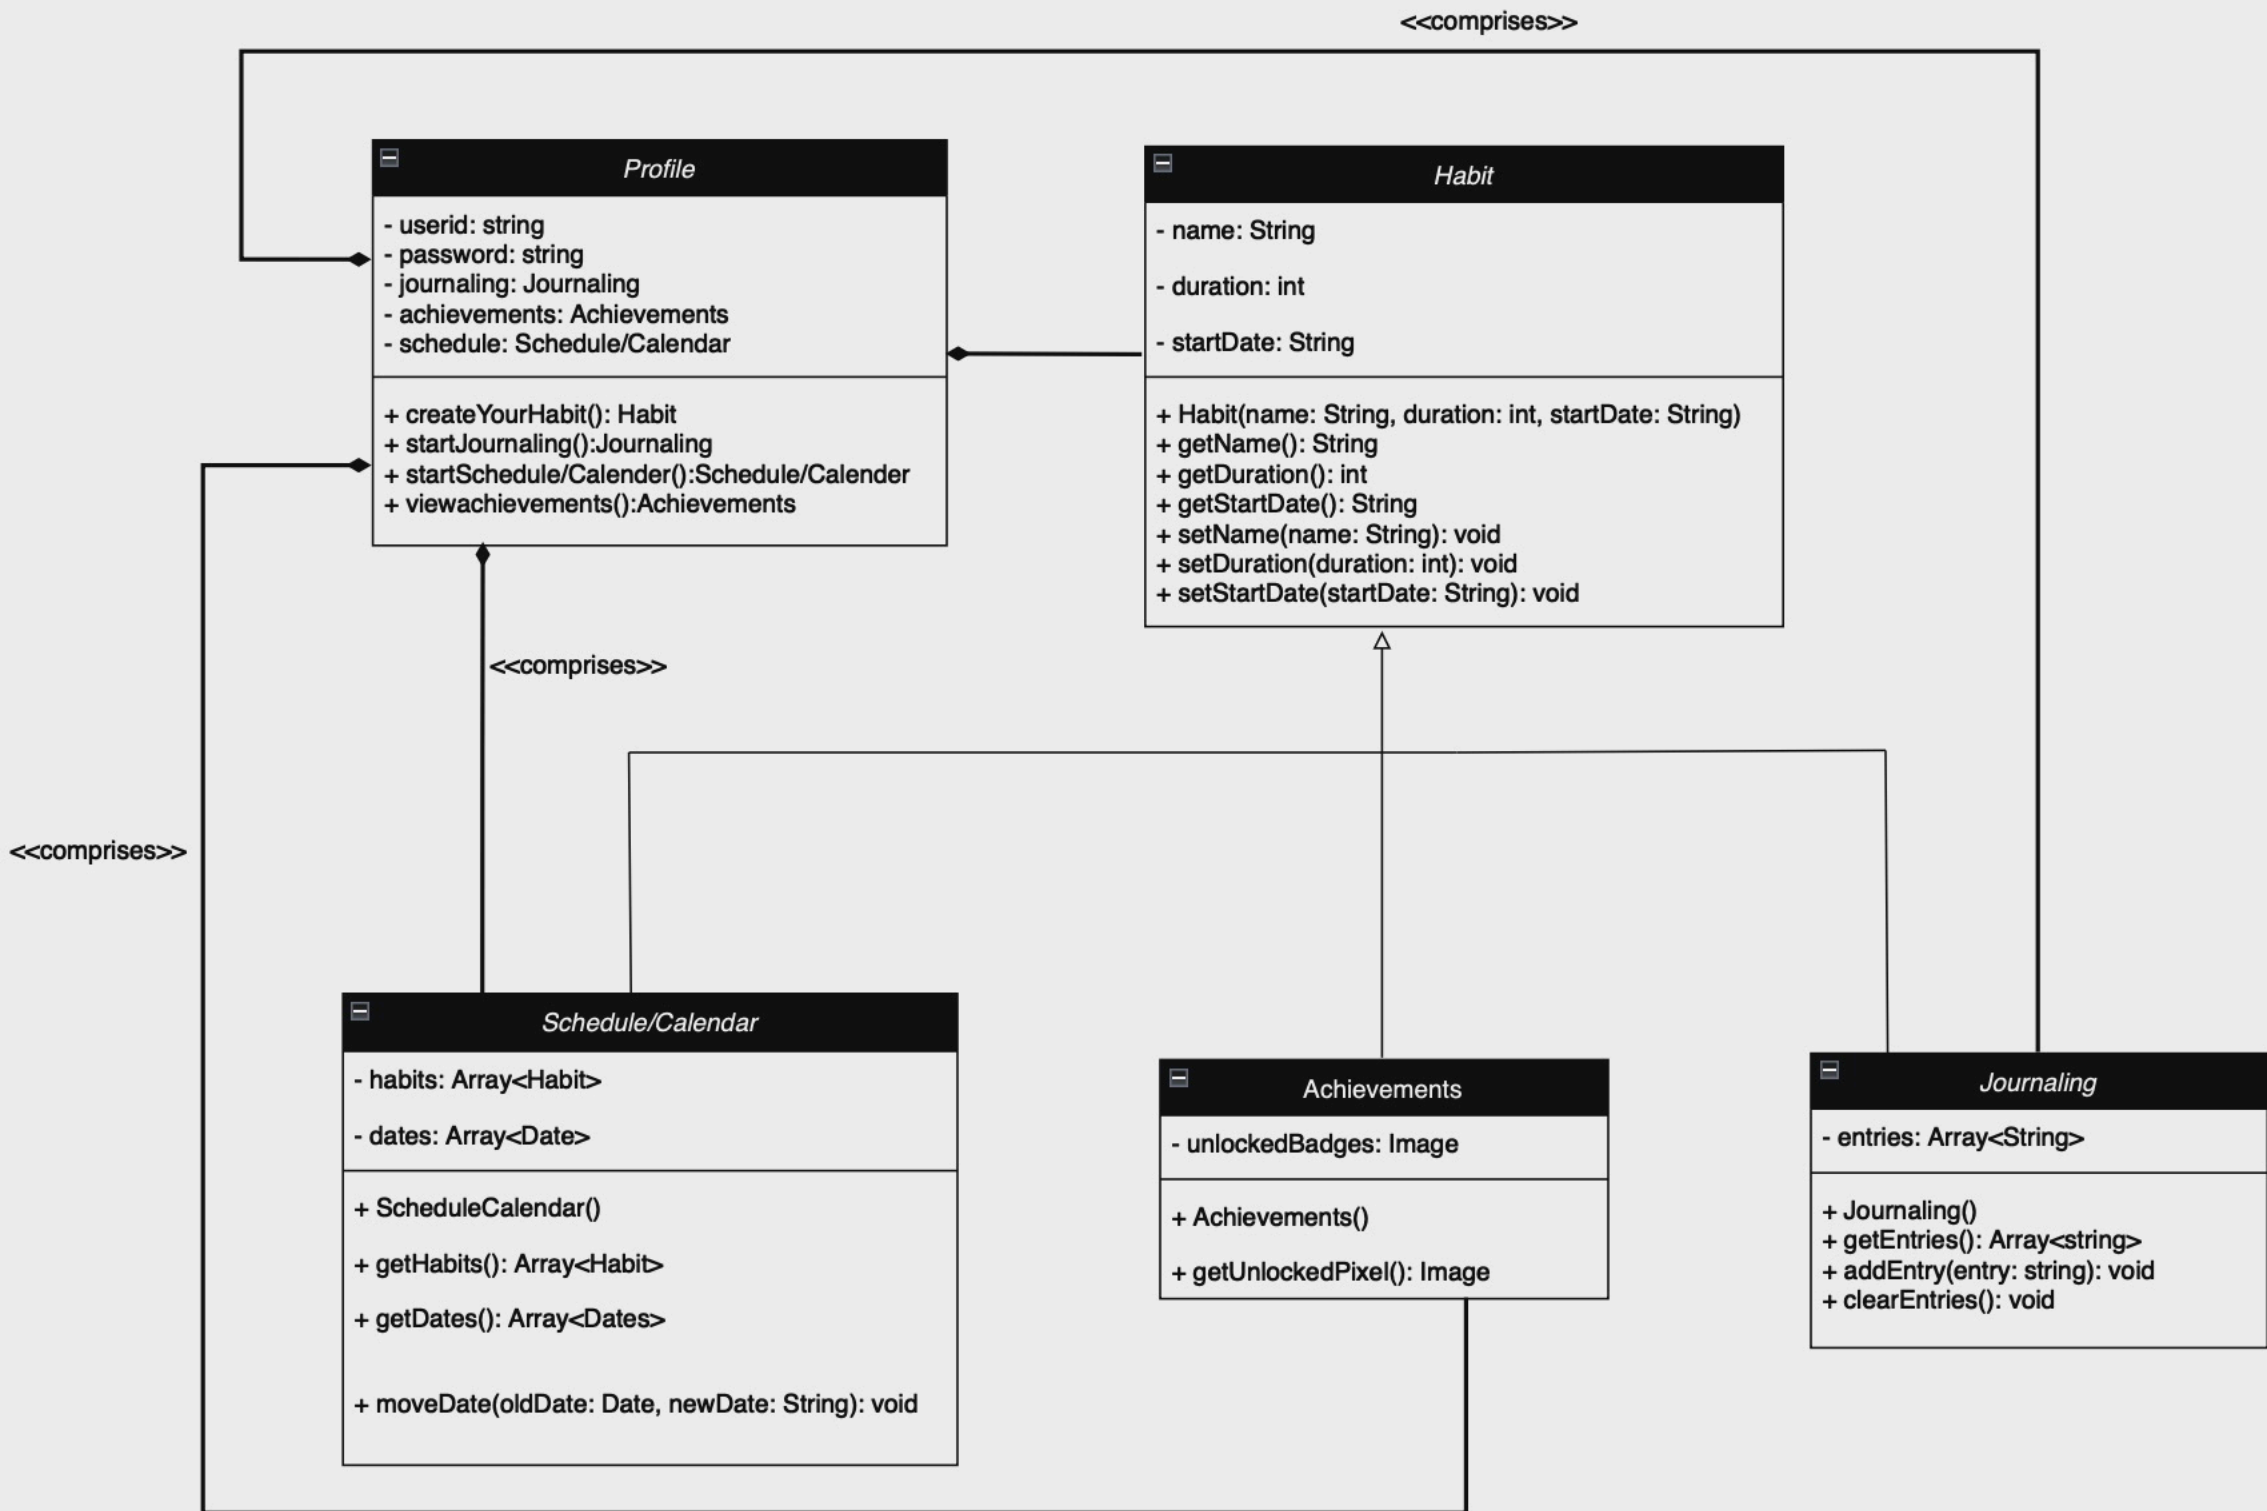 <<comprises>>
Profile
- userid: string
- password: string
- journaling: Journaling
- achievements: Achievements
- schedule: Schedule/Calendar
+ createYourHabit(): Habit
+ startJournaling():Journaling
+ startSchedule/Calender():Schedule/Calender
+ viewachievements():Achievements
Habit
- name: String
- duration: int
- startDate: String
+ Habit(name: String, duration: int, startDate: String)
+ getName(): String
+ getDuration(): int
+ getStartDate(): String
+ setName(name: String): void
+ setDuration(duration: int): void
+ setStartDate(startDate: String): void
<<comprises>>
<<comprises>>
Schedule/Calendar
- habits: Array<Habit>
- dates: Array<Date>
+ ScheduleCalendar()
+ getHabits(): Array<Habit>
+ getDates(): Array<Dates>
+ moveDate(oldDate: Date, newDate: String): void
Achievements
- unlockedBadges: Image
+ Achievements()
+ getUnlockedPixel(): Image
Journaling
- entries: Array<String>
+ Journaling()
+ getEntries(): Array<string>
+ addEntry(entry: string): void
+ clearEntries(): void